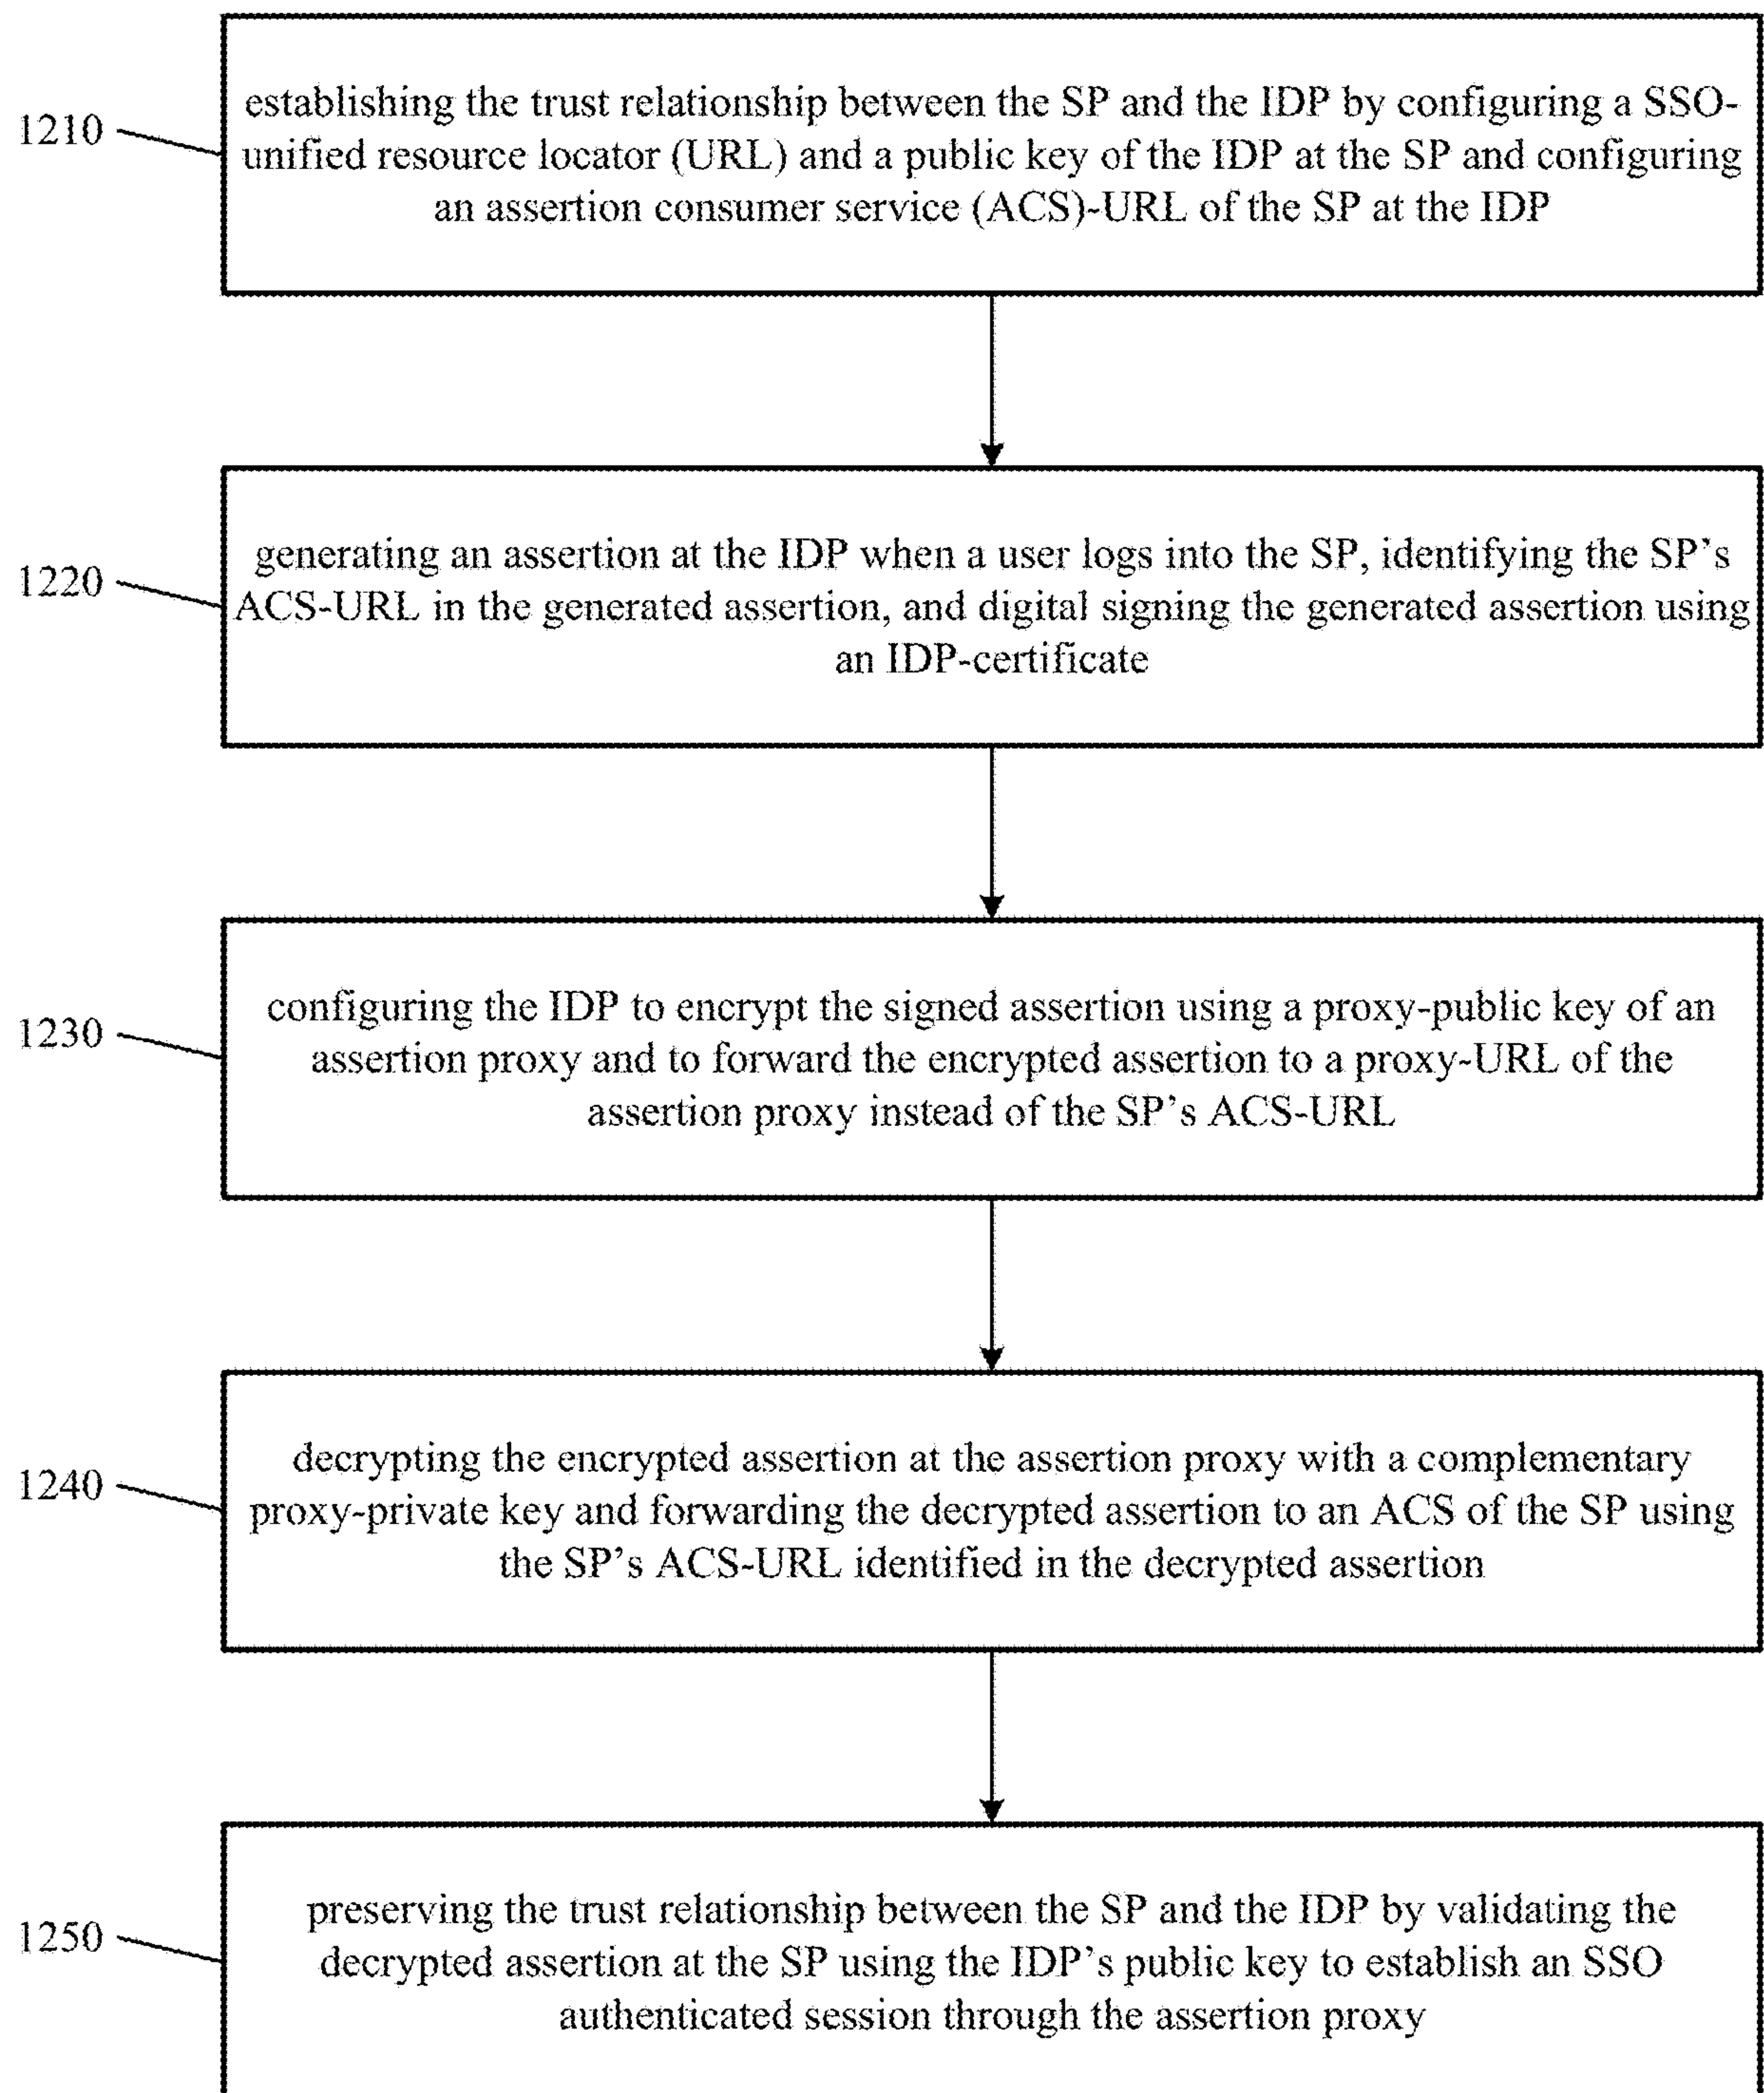 1210
establishing the trust relationship between the SP and the IDP by configuring a SSO-
unified resource locator (URL) and a public key of the IDP at the SP and configuring
an assertion consumer service (ACS)-URL of the SP at the IDP
1220
generating an assertion at the IDP when a user logs into the SP, identifying the SP’s
ACS-URL in the generated assertion, and digital signing the generated assertion using
an IDP-certificate
1230
configuring the IDP to encrypt the signed assertion using a proxy-public key of an
assertion proxy and to forward the encrypted assertion to a proxy-URL of the
assertion proxy instead of the SP’s ACS-URL
1240
decrypting the encrypted assertion at the assertion proxy with a complementary
proxy-private key and forwarding the decrypted assertion to an ACS of the SP using
the SP’s ACS-URL identified in the decrypted assertion
1250
preserving the trust relationship between the SP and the IDP by validating the
decrypted assertion at the SP using the IDP’s public key to establish an SSO
authenticated session through the assertion proxy